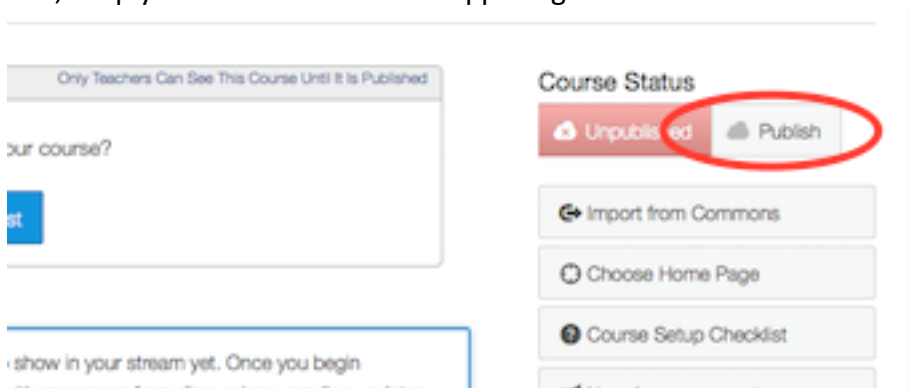 Only Teachers Can See This Course Until It Is Published
our course?
st
show in your stream yet. Once you begin
Course Status
Unpublished
Publish
Import from Commons
Choose Home Page
Course Setup Checklist